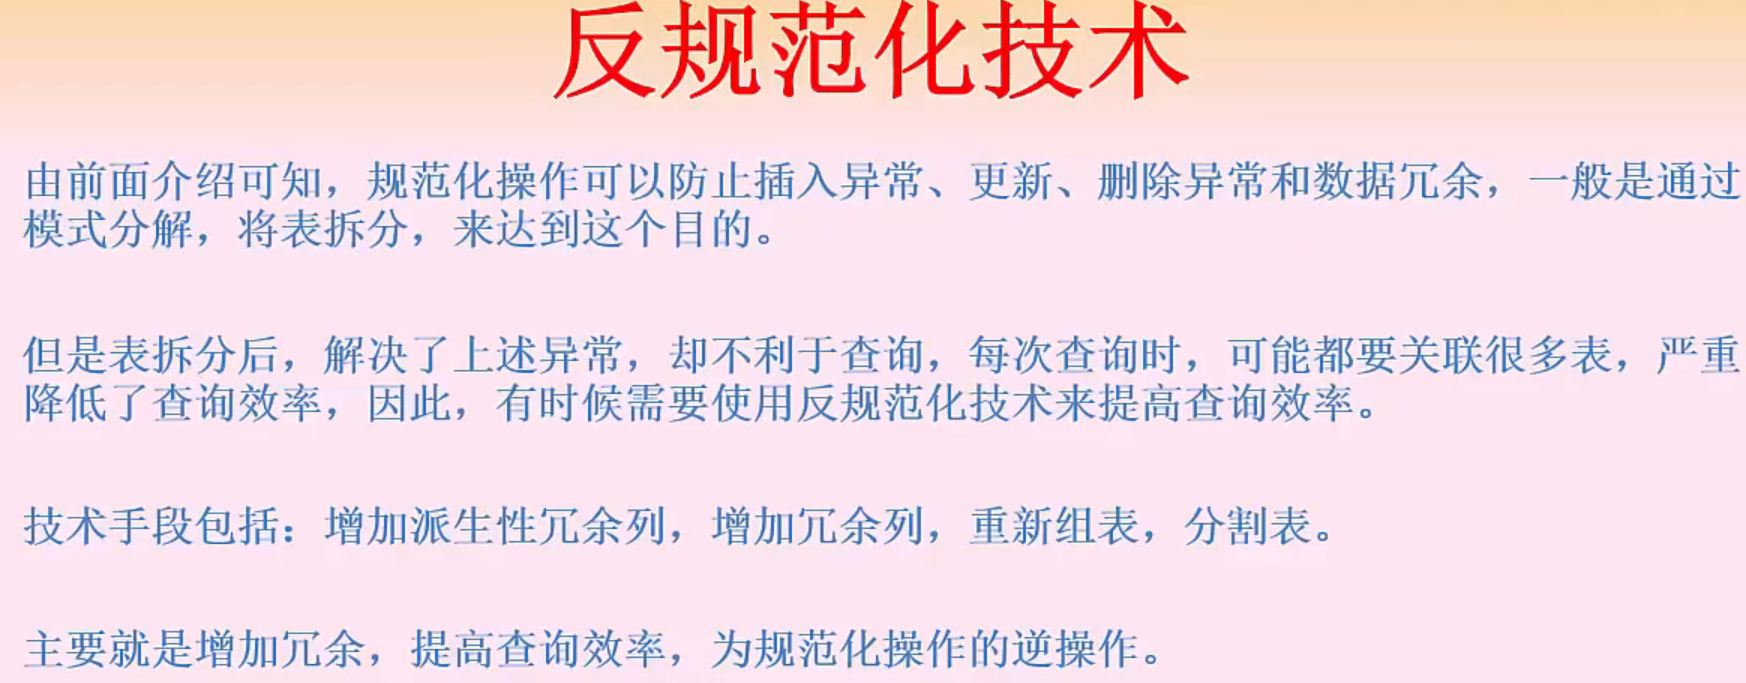 反规范化技术
由前面介绍可知，规范化操作可以防止插入异常、更新、删除异常和数据冗余，一般是通过
模式分解，将表拆分，来达到这个目的。
但是表拆分后，解决了上述异常，却不利于查询，每次查询时，可能都要关联很多表，严重
降低了查询效率，因此，有时候需要使用反规范化技术来提高查询效率。
技术手段包括：增加派生性冗余列，增加冗余列，重新组表，分割表。
主要就是增加冗余，提高查询效率，为规范化操作的逆操作。